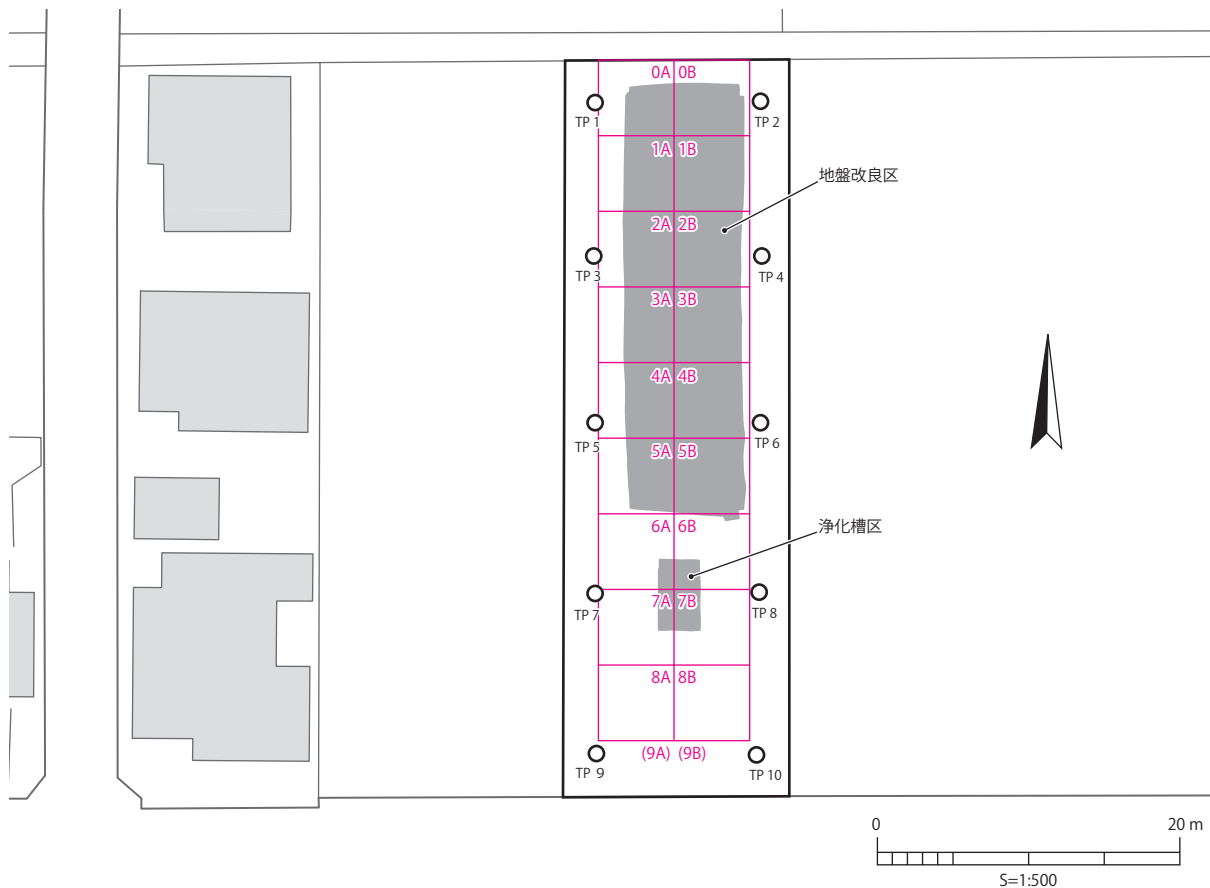 0A 0B
TP 1
TP 2
1A 1B
地盤改良区
2A 2B
TP 3
TP 4
3A 3B
4A 4B
TP 5
TP 6
5A 5B
6A 6B
浄化槽区
7A 7B
TP 7
TP 8
8A 8B
(9A) (9B)
TP 9
TP 10
0
20 m
S=1:500